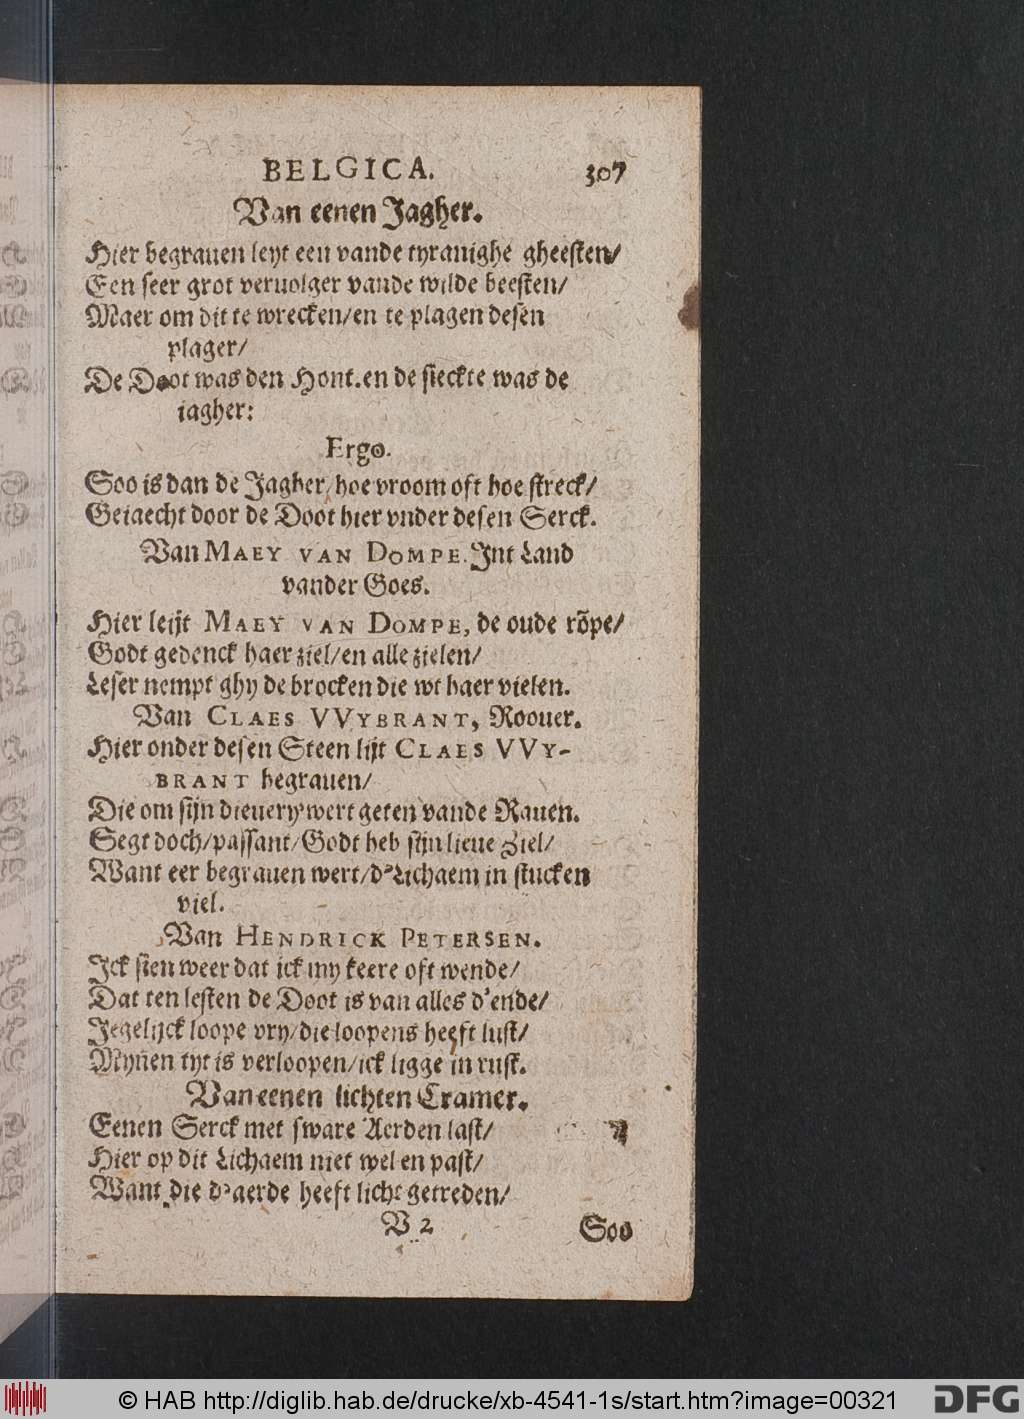 BELGICA. 307
Van eenen Jagher.
Hier begrauen leyt een vande tyranighe gheesten/
Een seer grot veruolger vande wilde beesten/
Maer om dit te wrecken/en te plagen desen
plager/
De Doot was den Hont.en de sieckte was de
iagher:
Ergo.
Soo is dan de Jagher/hoe vroom oft hoe streck/
Geiaecht door de Doot hier vnder desen Serck.
Van MAEY VAN DOMPE. Jnt Land
vander Goes.
Hier leijt MAEY VAN DOMPE, de oude rõpe/
Godt gedenck haer ziel/en alle zielen/
Leser nempt ghy de brocken die wt haer vielen.
Van CLAES VVYBRANT, Roouer.
Hier onder desen Steen lijt CLAES VVY-
BRANT begrauen/
Die om sijn dieuery wert geten vande Rauen.
Segt doch/passant/Godt heb sijn lieue Ziel/
Want eer begrauen wert/d'Lichaem in stucken
viel.
Van HENDRICK PETERSEN.
Jck sien weer dat ick my keere oft wende/
Dat ten lesten de Doot is van alles d'ende/
Jegelijck loope vry/die loopens heeft lust/
Mynen tyt is verloopen/ick ligge in rust.
Van eenen lichten Cramer.
Eenen Serck met sware Aerden last/
Hier op dit Lichaem niet wel en past/
Want die d'aerde heeft licht getreden/
V 2 Soo
© HAB http://diglib.hab.de/drucke/xb-4541-1s/start.htm?image=00321
DFG